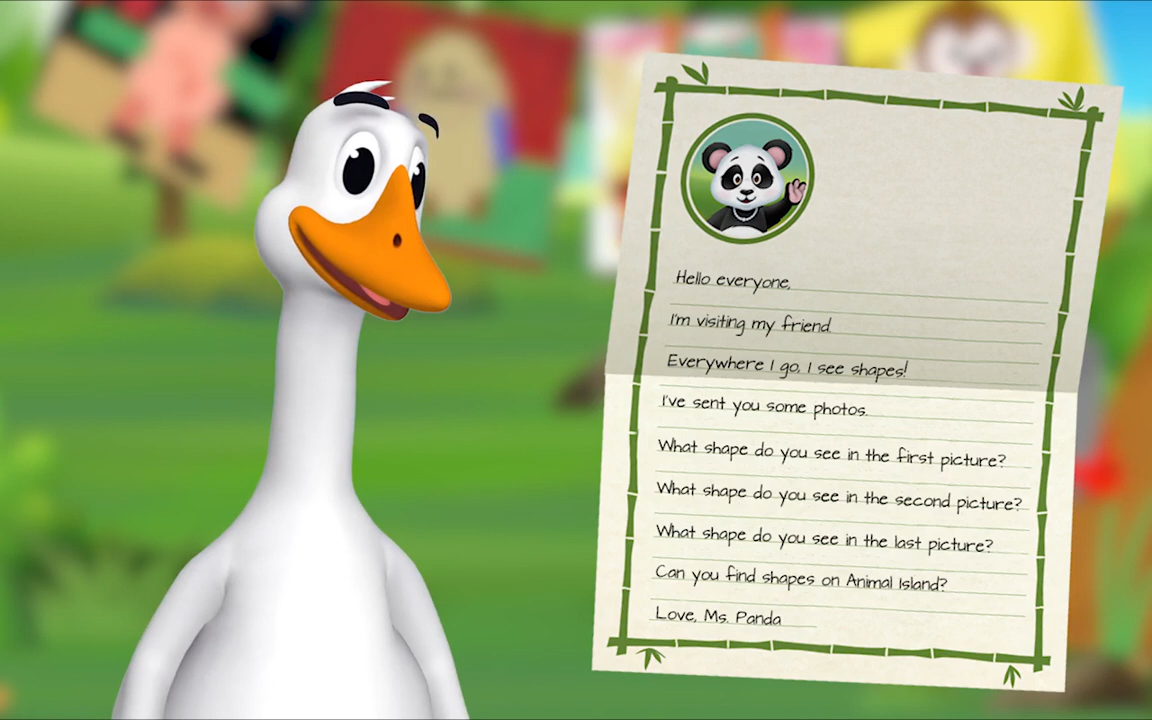 Hello everyone,
I'm visiting my friend.
Everywhere I go, I see shapes!
I've sent you some photos.
What shape do you see in the first picture?
What shape do you see in the second picture?
What shape do you see in the last picture?
Can you find shapes on Animal Island?
Love, Ms. Panda